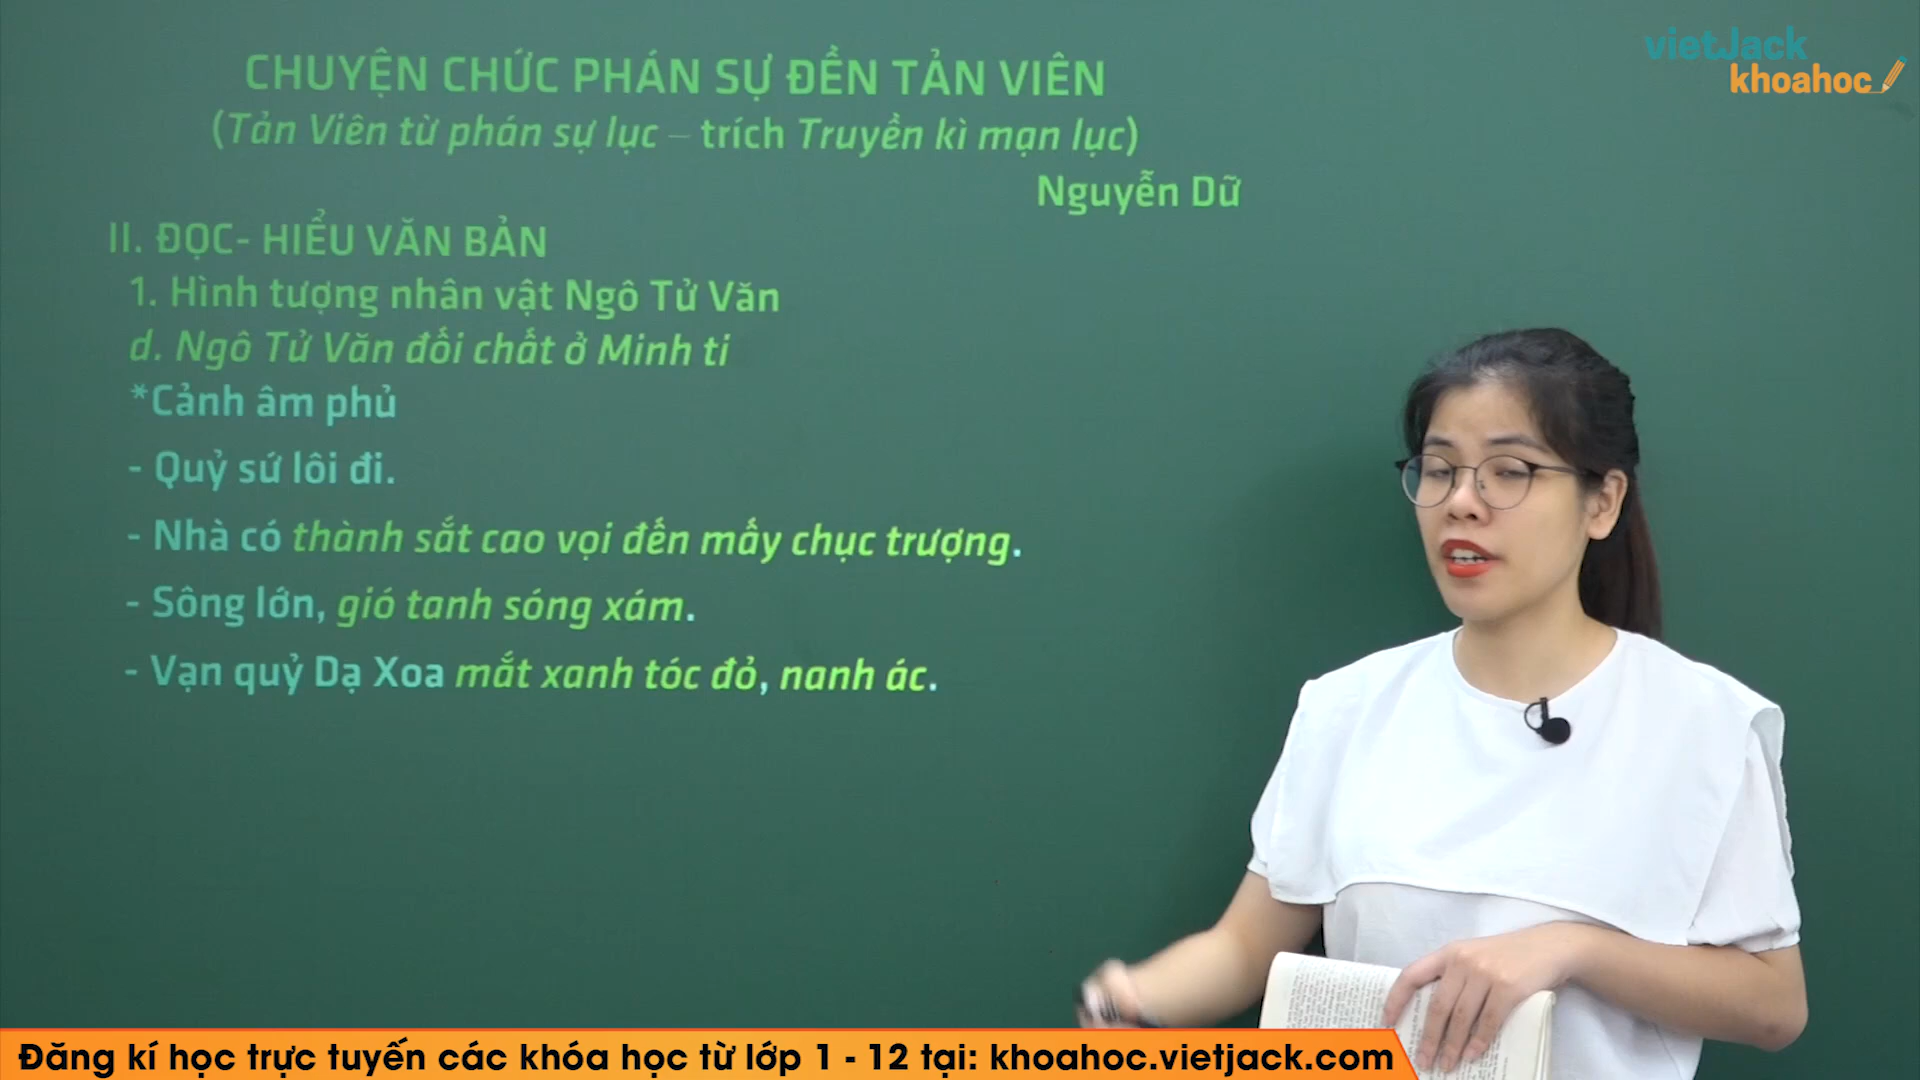 vietJack
khoahoc
CHUYỆN CHỨC PHÁN SỰ ĐỀN TẢN VIÊN
(Tản Viên từ phán sự lục – trích Truyền kì mạn lục)
Nguyễn Dữ
II. ĐỌC- HIỂU VĂN BẢN
1. Hình tượng nhân vật Ngô Tử Văn
d. Ngô Tử Văn đối chất ở Minh ti
*Cảnh âm phủ
- Quỷ sứ lôi đi.
- Nhà có thành sắt cao vọi đến mấy chục trượng.
- Sông lớn, gió tanh sóng xám.
- Vạn quỷ Dạ Xoa mắt xanh tóc đỏ, nanh ác.
Đăng kí học trực tuyến các khóa học từ lớp 1 - 12 tại: khoahoc.vietjack.com